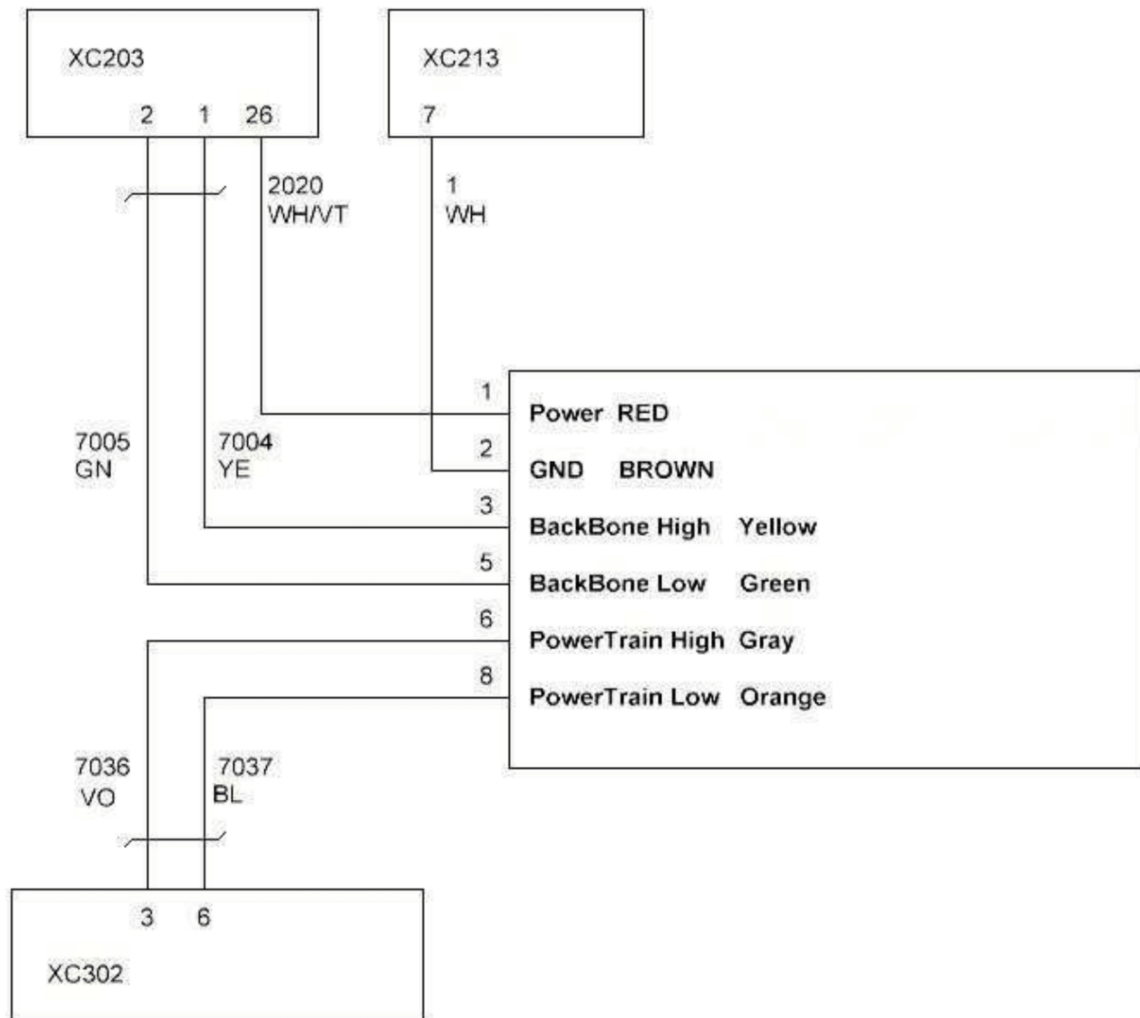 XC203
2 1 26
XC213
7
2020
WH/VT
1
WH
7005
GN
7004
YE
1 Power RED
2 GND BROWN
3 BackBone High Yellow
5 BackBone Low Green
6 PowerTrain High Gray
8 PowerTrain Low Orange
7036
VO
7037
BL
3 6
XC302